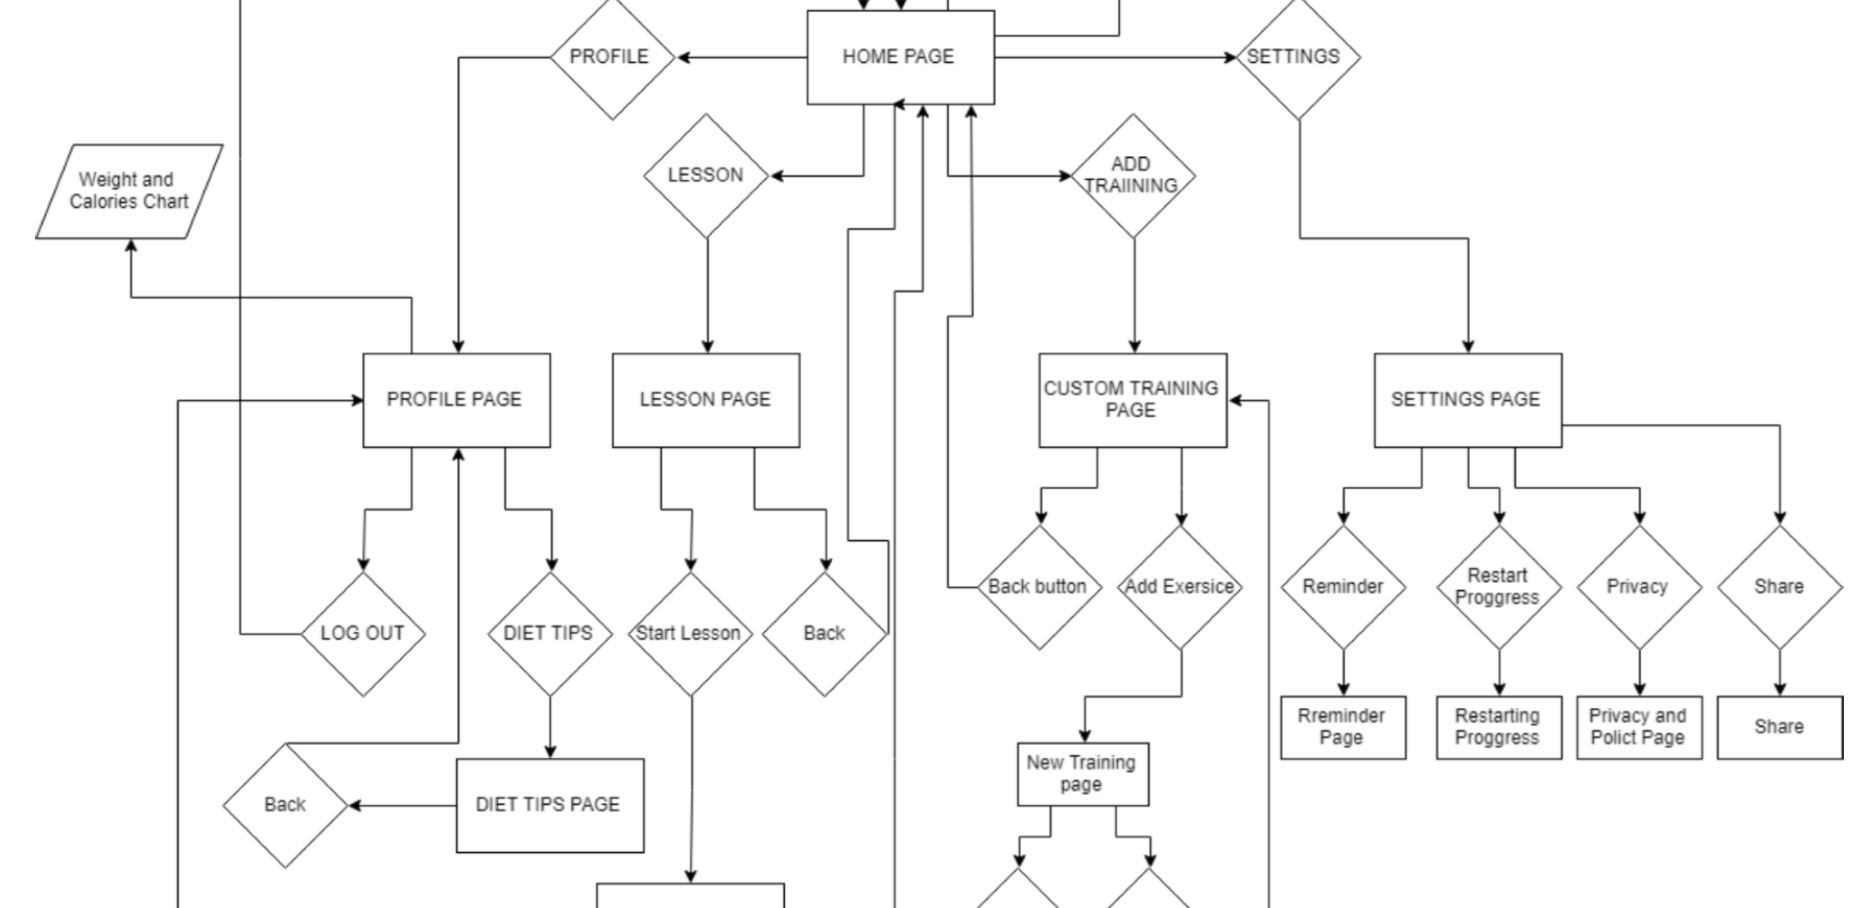 PROFILE
HOME PAGE
SETTINGS
LESSON
ADD
TRAIINING
Weight and
Calories Chart
PROFILE PAGE
LESSON PAGE
CUSTOM TRAINING
PAGE
SETTINGS PAGE
LOG OUT
DIET TIPS
Start Lesson
Back
Back button
Add Exersice
Reminder
Restart
Proggress
Privacy
Share
Rreminder
Page
Restarting
Proggress
Privacy and
Polict Page
Share
New Training
page
Back
DIET TIPS PAGE